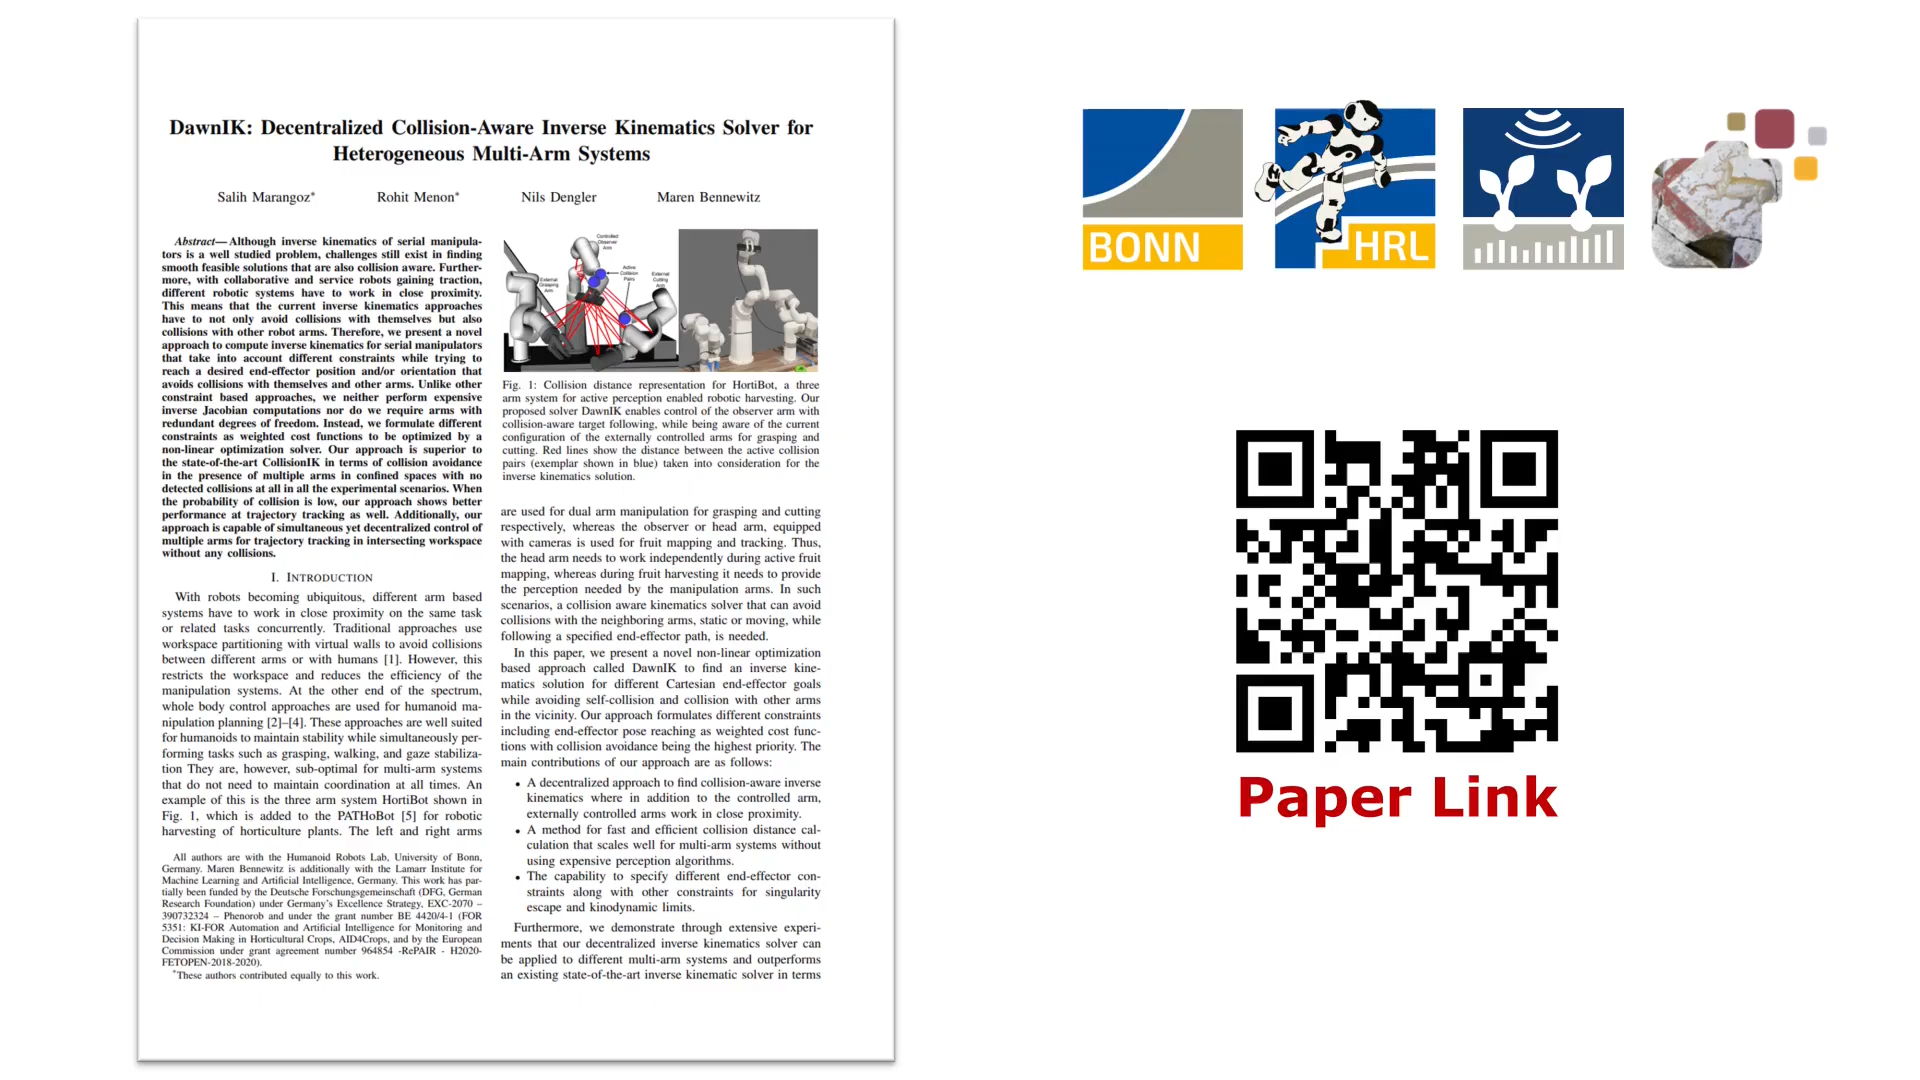 DawnIK: Decentralized Collision-Aware Inverse Kinematics Solver for
Heterogeneous Multi-Arm Systems
Salih Marangoz* Rohit Menon* Nils Dengler Maren Bennewitz
Abstract— Although inverse kinematics of serial manipula-
tors is a well studied problem, challenges still exist in finding
smooth feasible solutions that are also collision aware. Further-
more, with collaborative and service robots gaining traction,
different robotic systems have to work in close proximity.
This means that the current inverse kinematics approaches
have to not only avoid collisions with themselves but also
collisions with other robot arms. Therefore, we present a novel
approach to compute inverse kinematics for serial manipulators
that take into account different constraints while trying to
reach a desired end-effector position and/or orientation that
avoids collisions with themselves and other arms. Unlike other
constraint based approaches, we neither perform expensive
inverse Jacobian computations nor do we require arms with
redundant degrees of freedom. Instead, we formulate different
constraints as weighted cost functions to be optimized by a
non-linear optimization solver. Our approach is superior to
the state-of-the-art CollisionIK in terms of collision avoidance
in the presence of multiple arms in confined spaces with no
detected collisions at all in all the experimental scenarios. When
the probability of collision is low, our approach shows better
performance at trajectory tracking as well. Additionally, our
approach is capable of simultaneous yet decentralized control of
multiple arms for trajectory tracking in intersecting workspace
without any collisions.
I. INTRODUCTION
With robots becoming ubiquitous, different arm based
systems have to work in close proximity on the same task
or related tasks concurrently. Traditional approaches use
workspace partitioning with virtual walls to avoid collisions
between different arms or with humans [1]. However, this
restricts the workspace and reduces the efficiency of the
manipulation systems. At the other end of the spectrum,
whole body control approaches are used for humanoid ma-
nipulation planning [2]–[4]. These approaches are well suited
for humanoids to maintain stability while simultaneously per-
forming tasks such as grasping, walking, and gaze stabiliza-
tion They are, however, sub-optimal for multi-arm systems
that do not need to maintain coordination at all times. An
example of this is the three arm system HortiBot shown in
Fig. 1, which is added to the PATHoBot [5] for robotic
harvesting of horticulture plants. The left and right arms
All authors are with the Humanoid Robots Lab, University of Bonn,
Germany. Maren Bennewitz is additionally with the Lamarr Institute for
Machine Learning and Artificial Intelligence, Germany. This work has par-
tially been funded by the Deutsche Forschungsgemeinschaft (DFG, German
Research Foundation) under Germany's Excellence Strategy, EXC-2070 –
390732324 – Phenorob and under the grant number BE 4420/4-1 (FOR
5351: KI-FOR Automation and Artificial Intelligence for Monitoring and
Decision Making in Horticultural Crops, AID4Crops, and by the European
Commission under grant agreement number 964854 -RePAIR - H2020-
FETOPEN-2018-2020).
*These authors contributed equally to this work.
Controlled
Observer
Arm
External
Grasping
Arm
Active
Collision
Pairs
External
Cutting
Arm
Fig. 1: Collision distance representation for HortiBot, a three
arm system for active perception enabled robotic harvesting. Our
proposed solver DawnIK enables control of the observer arm with
collision-aware target following, while being aware of the current
configuration of the externally controlled arms for grasping and
cutting. Red lines show the distance between the active collision
pairs (exemplar shown in blue) taken into consideration for the
inverse kinematics solution.
are used for dual arm manipulation for grasping and cutting
respectively, whereas the observer or head arm, equipped
with cameras is used for fruit mapping and tracking. Thus,
the head arm needs to work independently during active fruit
mapping, whereas during fruit harvesting it needs to provide
the perception needed by the manipulation arms. In such
scenarios, a collision aware kinematics solver that can avoid
collisions with the neighboring arms, static or moving, while
following a specified end-effector path, is needed.
In this paper, we present a novel non-linear optimization
based approach called DawnIK to find an inverse kine-
matics solution for different Cartesian end-effector goals
while avoiding self-collision and collision with other arms
in the vicinity. Our approach formulates different constraints
including end-effector pose reaching as weighted cost func-
tions with collision avoidance being the highest priority. The
main contributions of our approach are as follows:
• A decentralized approach to find collision-aware inverse
kinematics where in addition to the controlled arm,
externally controlled arms work in close proximity.
• A method for fast and efficient collision distance cal-
culation that scales well for multi-arm systems without
using expensive perception algorithms.
• The capability to specify different end-effector con-
straints along with other constraints for singularity
escape and kinodynamic limits.
Furthermore, we demonstrate through extensive experi-
ments that our decentralized inverse kinematics solver can
be applied to different multi-arm systems and outperforms
an existing state-of-the-art inverse kinematic solver in terms
BONN
HRL
Paper Link